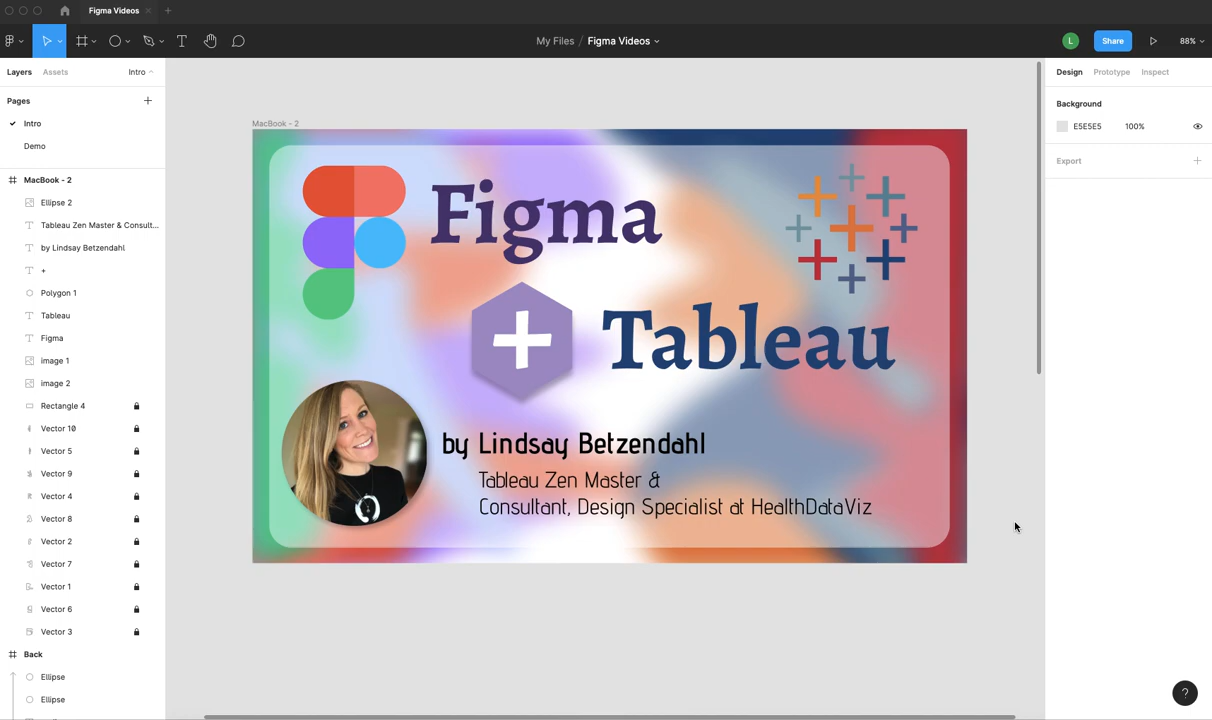 Figma Videos
My Files / Figma Videos
L
Share
88%
Layers
Assets
Intro
Pages
Intro
Demo
MacBook - 2
Ellipse 2
Tableau Zen Master & Consult...
by Lindsay Betzendahl
+
Polygon 1
Tableau
Figma
image 1
image 2
Rectangle 4
Vector 10
Vector 5
Vector 9
Vector 4
Vector 8
Vector 2
Vector 7
Vector 1
Vector 6
Vector 3
Back
Ellipse
Ellipse
MacBook - 2
Figma
+
Tableau
by Lindsay Betzendahl
Tableau Zen Master &
Consultant, Design Specialist at HealthDataViz
Design
Prototype
Inspect
Background
E5E5E5
100%
Export
?